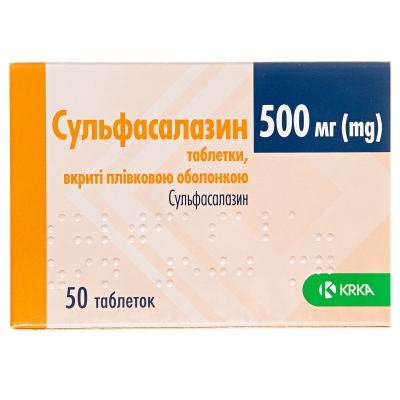 Сульфасалазин 500 мг (mg)
таблетки,
вкриті плівковою оболонкою
Сульфасалазин
50 таблеток
KRKA